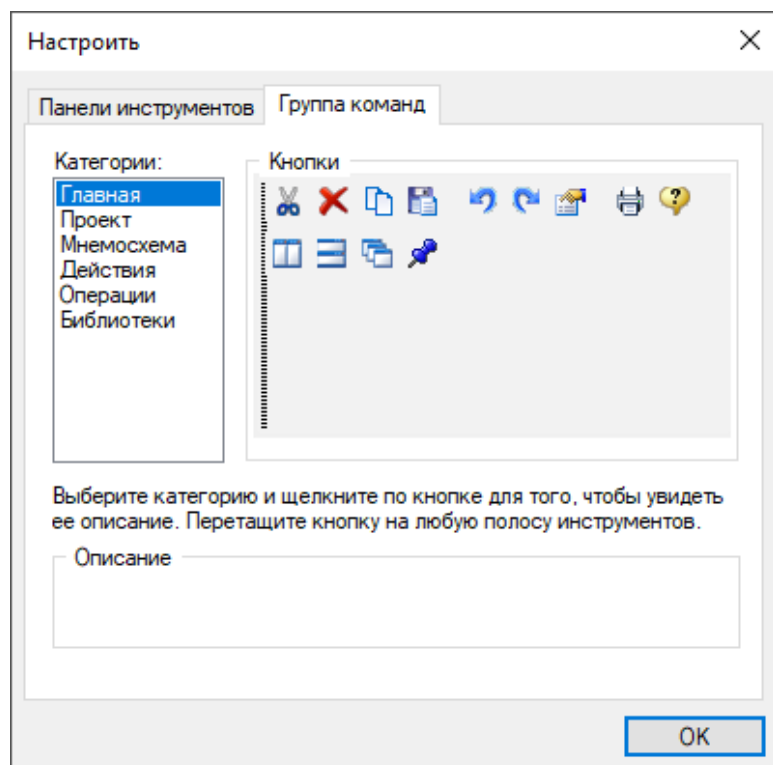 Настроить
Панели инструментов Группа команд
Категории: Кнопки
Главная
Проект
Мнемосхема
Действия
Операции
Библиотеки
Выберите категорию и щелкните по кнопке для того, чтобы увидеть
ее описание. Перетащите кнопку на любую полосу инструментов.
Описание
OK